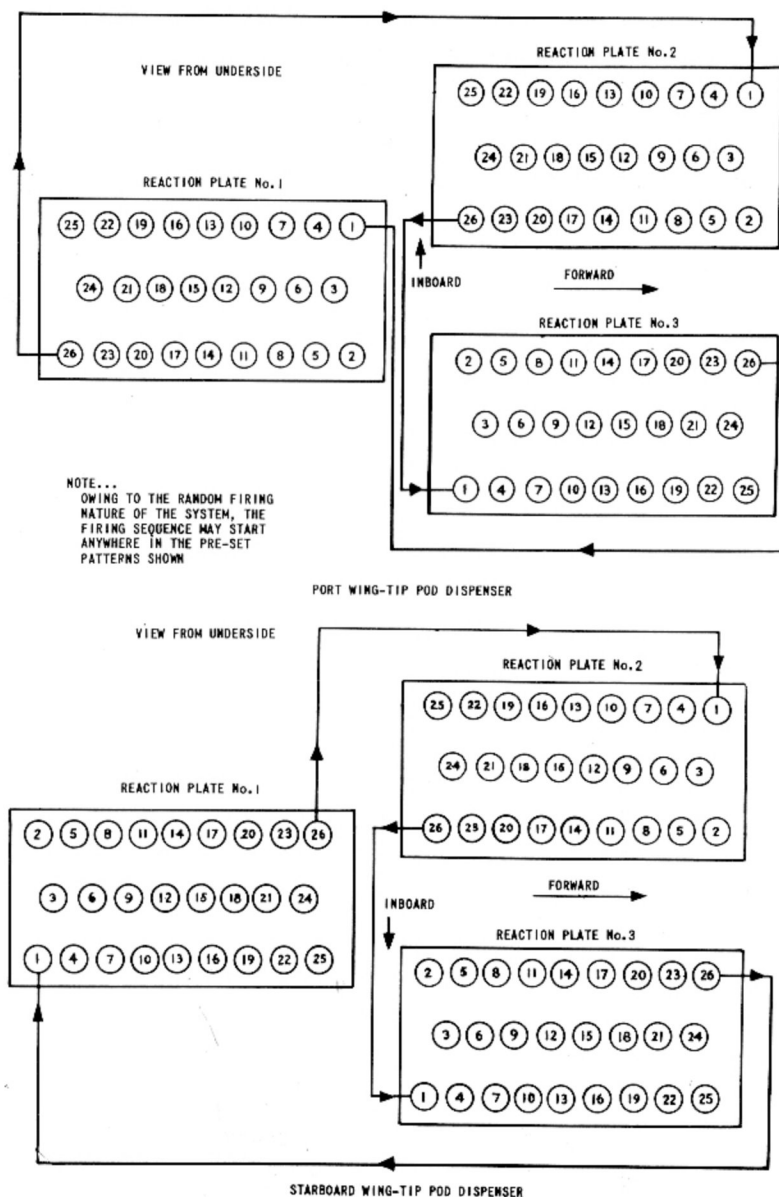 VIEW FROM UNDERSIDE
REACTION PLATE No.2
25 22 19 16 13 10 7 4 1
24 21 18 15 12 9 6 3
26 23 20 17 14 11 8 5 2
REACTION PLATE No.1
25 22 19 16 13 10 7 4 1
24 21 18 15 12 9 6 3
26 23 20 17 14 11 8 5 2
INBOARD
FORWARD
REACTION PLATE No.3
2 5 8 11 14 17 20 23 26
3 6 9 12 15 18 21 24
1 4 7 10 13 16 19 22 25
NOTE...
OWING TO THE RANDOM FIRING
NATURE OF THE SYSTEM, THE
FIRING SEQUENCE MAY START
ANYWHERE IN THE PRE-SET
PATTERNS SHOWN
PORT WING-TIP POD DISPENSER
VIEW FROM UNDERSIDE
REACTION PLATE No.2
25 22 19 16 13 10 7 4 1
24 21 18 16 12 9 6 3
26 23 20 17 14 11 8 5 2
REACTION PLATE No.1
2 5 8 11 14 17 20 23 26
3 6 9 12 15 18 21 24
1 4 7 10 13 16 19 22 25
FORWARD
INBOARD
REACTION PLATE No.3
2 5 8 11 14 17 20 23 26
3 6 9 12 15 18 21 24
1 4 7 10 13 16 19 22 25
STARBOARD WING-TIP POD DISPENSER